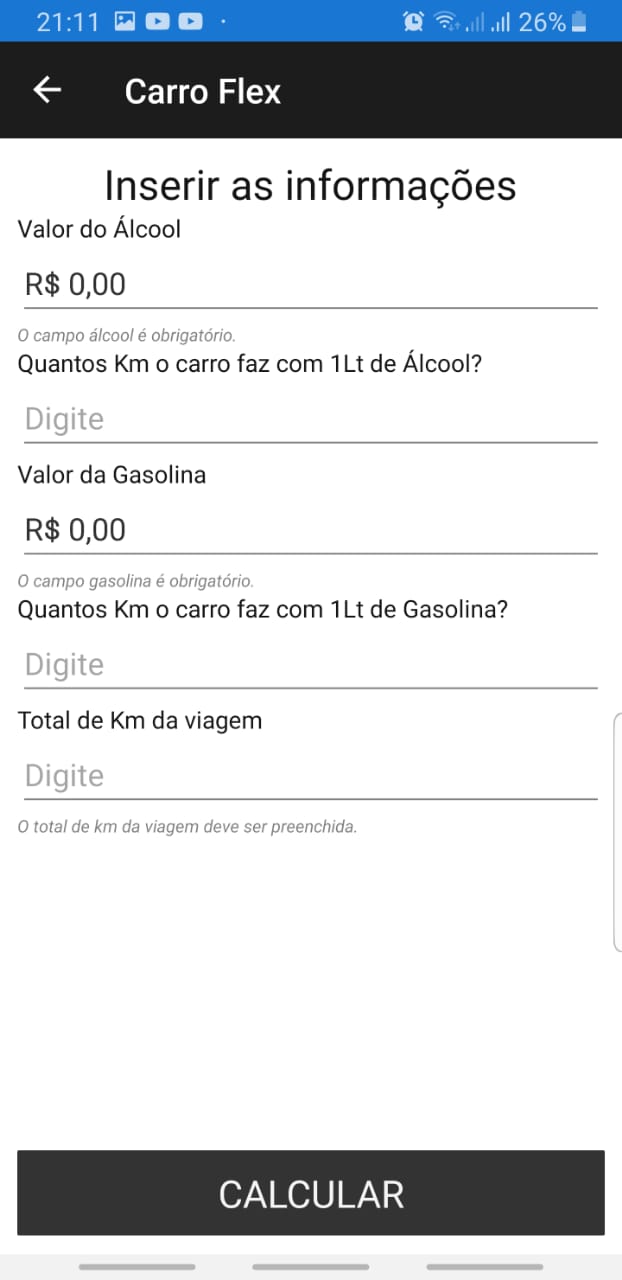 21:11
26%
Carro Flex
Inserir as informações
Valor do Álcool
R$ 0,00
O campo álcool é obrigatório.
Quantos Km o carro faz com 1Lt de Álcool?
Digite
Valor da Gasolina
R$ 0,00
O campo gasolina é obrigatório.
Quantos Km o carro faz com 1Lt de Gasolina?
Digite
Total de Km da viagem
Digite
O total de km da viagem deve ser preenchida.
CALCULAR